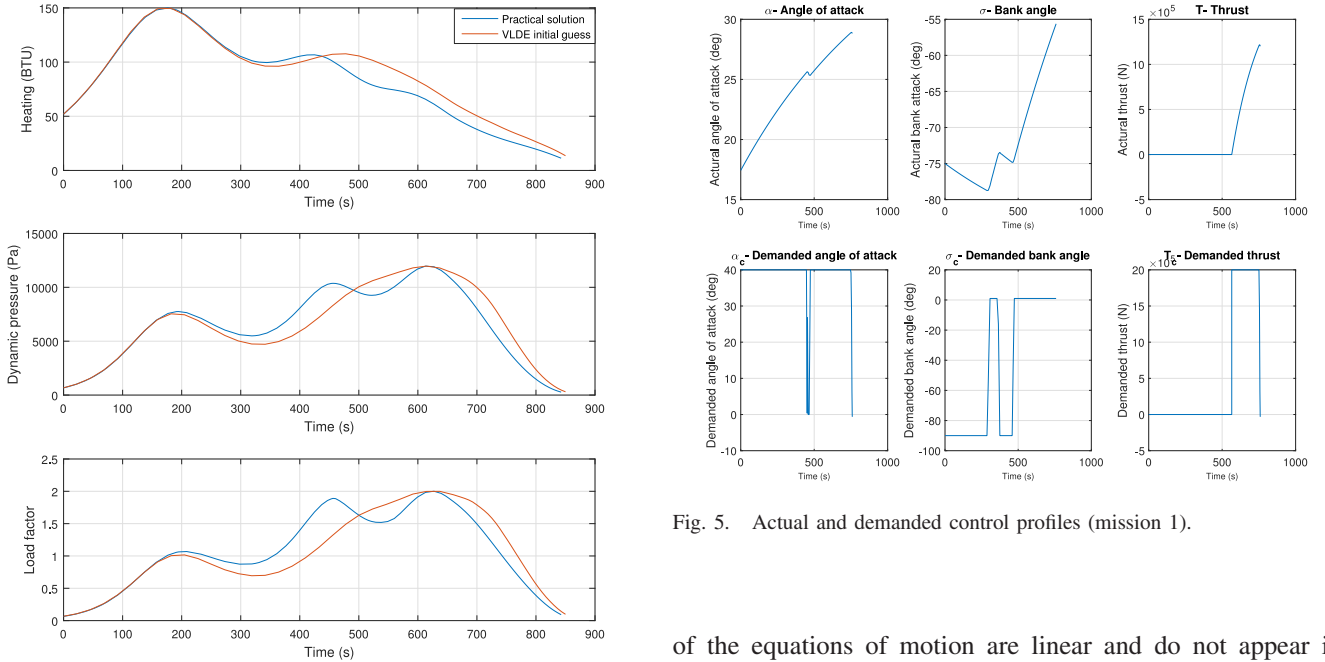 150
100
50
0
Heating (BTU)
Practical solution
VLDE initial guess
0 100 200 300 400 500 600 700 800 900
Time (s)
15000
10000
5000
0
Dynamic pressure (Pa)
0 100 200 300 400 500 600 700 800 900
Time (s)
2.5
2
1.5
1
0.5
0
Load factor
0 100 200 300 400 500 600 700 800 900
Time (s)
α- Angle of attack
30
25
20
15
Actural angle of attack (deg)
0 500 1000
Time (s)
σ- Bank angle
-55
-60
-65
-70
-75
-80
Actural bank attack (deg)
0 500 1000
Time (s)
T- Thrust
×10⁵
15
10
5
0
-5
Actural thrust (N)
0 500 1000
Time (s)
α_c- Demanded angle of attack
40
30
20
10
0
-10
Demanded angle of attack (deg)
0 500 1000
Time (s)
σ_c- Demanded bank angle
20
0
-20
-40
-60
-80
-100
Demanded bank angle (deg)
0 500 1000
Time (s)
T_c- Demanded thrust
×10⁵
20
15
10
5
0
-5
Demanded thrust (N)
0 500 1000
Time (s)
Fig. 5. Actual and demanded control profiles (mission 1).
of the equations of motion are linear and do not appear i